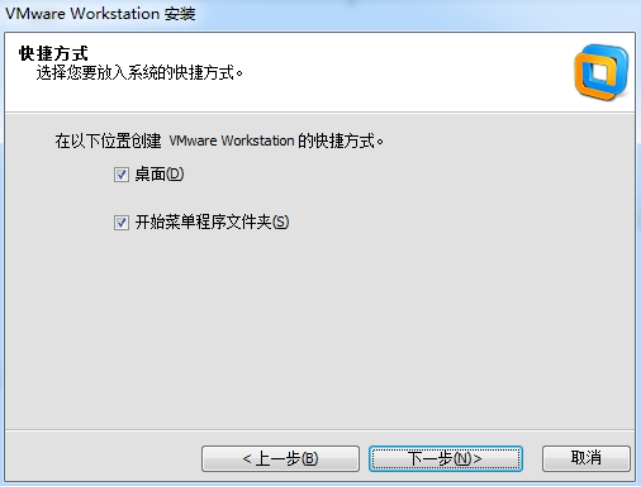 VMware Workstation 安装
快捷方式
选择您要放入系统的快捷方式。
在以下位置创建 VMware Workstation 的快捷方式。
桌面(D)
开始菜单程序文件夹(S)
< 上一步(B) 下一步(N)> 取消